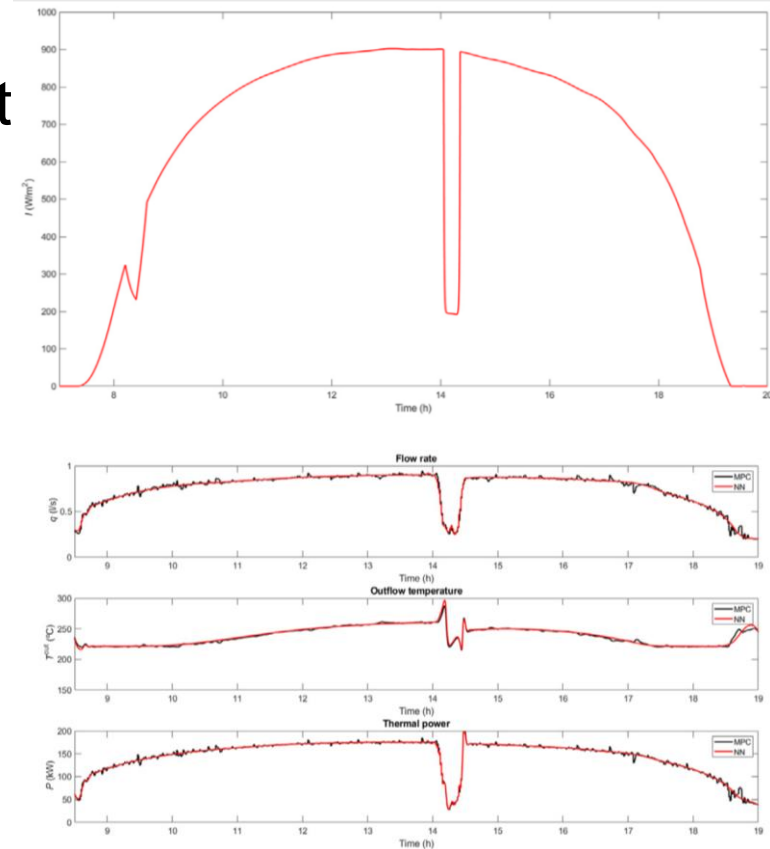 t
1000
900
800
700
600
500
400
300
200
100
0
I (W/m²)
8 10 12 14 16 18 20
Time (h)
Flow rate
1
0.5
0
q (l/s)
MPC
NN
9 10 11 12 13 14 15 16 17 18 19
Time (h)
Outflow temperature
300
250
200
150
T^out (°C)
MPC
NN
9 10 11 12 13 14 15 16 17 18 19
Time (h)
Thermal power
200
150
100
50
0
P (kW)
MPC
NN
9 10 11 12 13 14 15 16 17 18 19
Time (h)